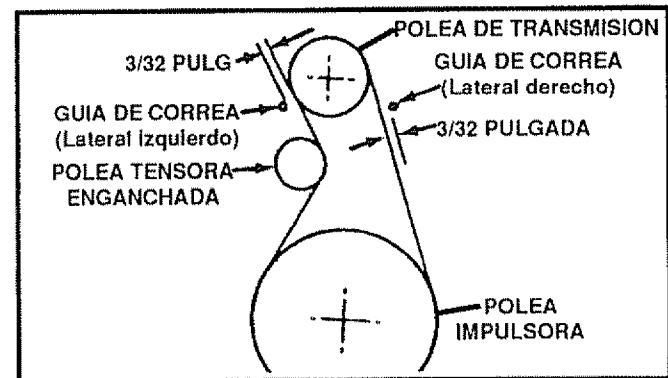 POLEA DE TRANSMISION
3/32 PULG
GUIA DE CORREA
(Lateral derecho)
GUIA DE CORREA
(Lateral Izquierdo)
3/32 PULGADA
POLEA TENSORA
ENGANCHADA
POLEA
IMPULSORA